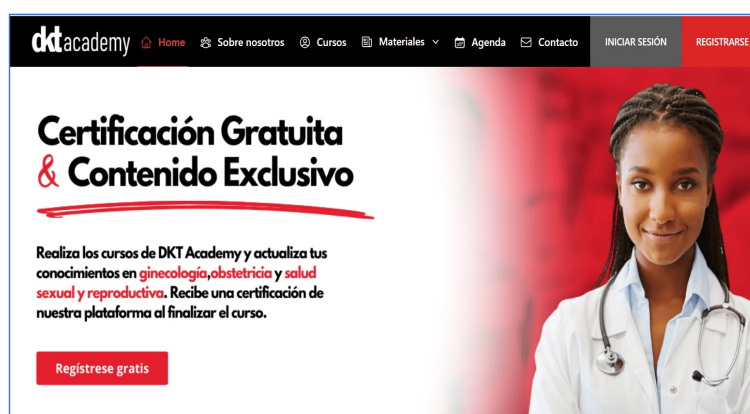 dktacademy Home Sobre nosotros Cursos Materiales Agenda Contacto INICIAR SESIÓN REGISTRARSE
Certificación Gratuita
& Contenido Exclusivo
Realiza los cursos de DKT Academy y actualiza tus
conocimientos en ginecología,obstetricia y salud
sexual y reproductiva. Recibe una certificación de
nuestra plataforma al finalizar el curso.
Regístrese gratis